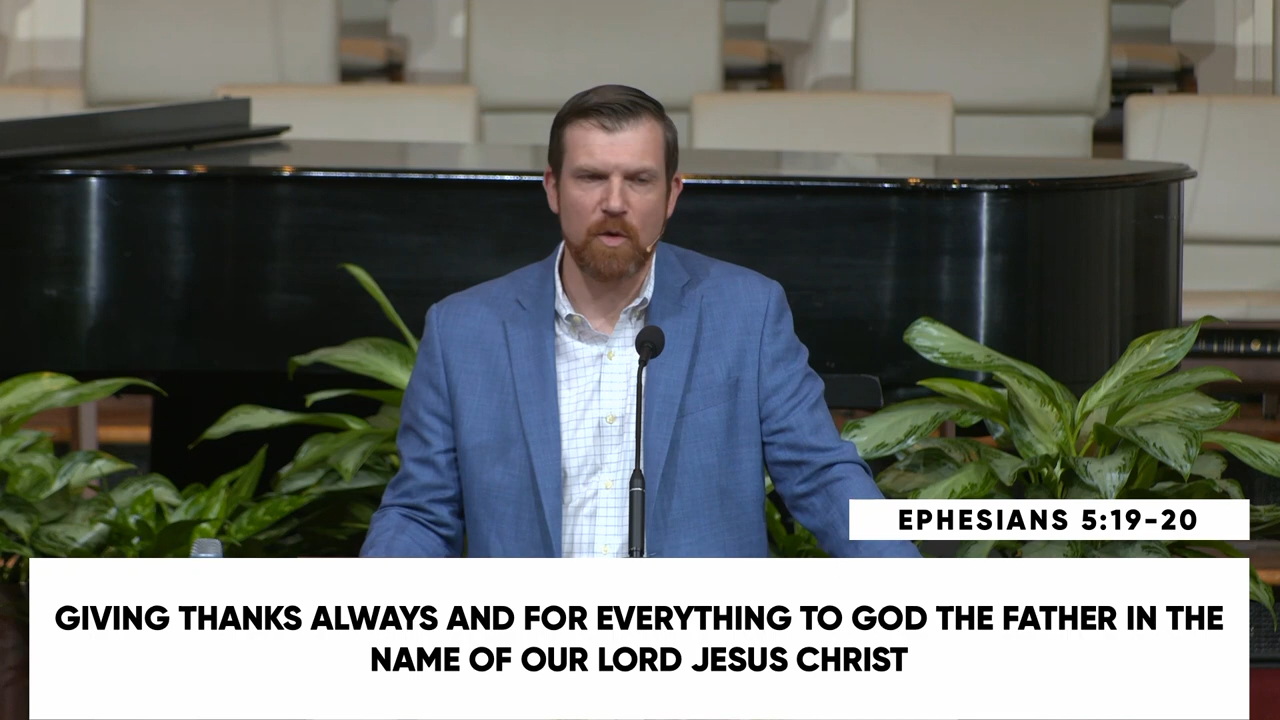 EPHESIANS 5:19-20
GIVING THANKS ALWAYS AND FOR EVERYTHING TO GOD THE FATHER IN THE
NAME OF OUR LORD JESUS CHRIST